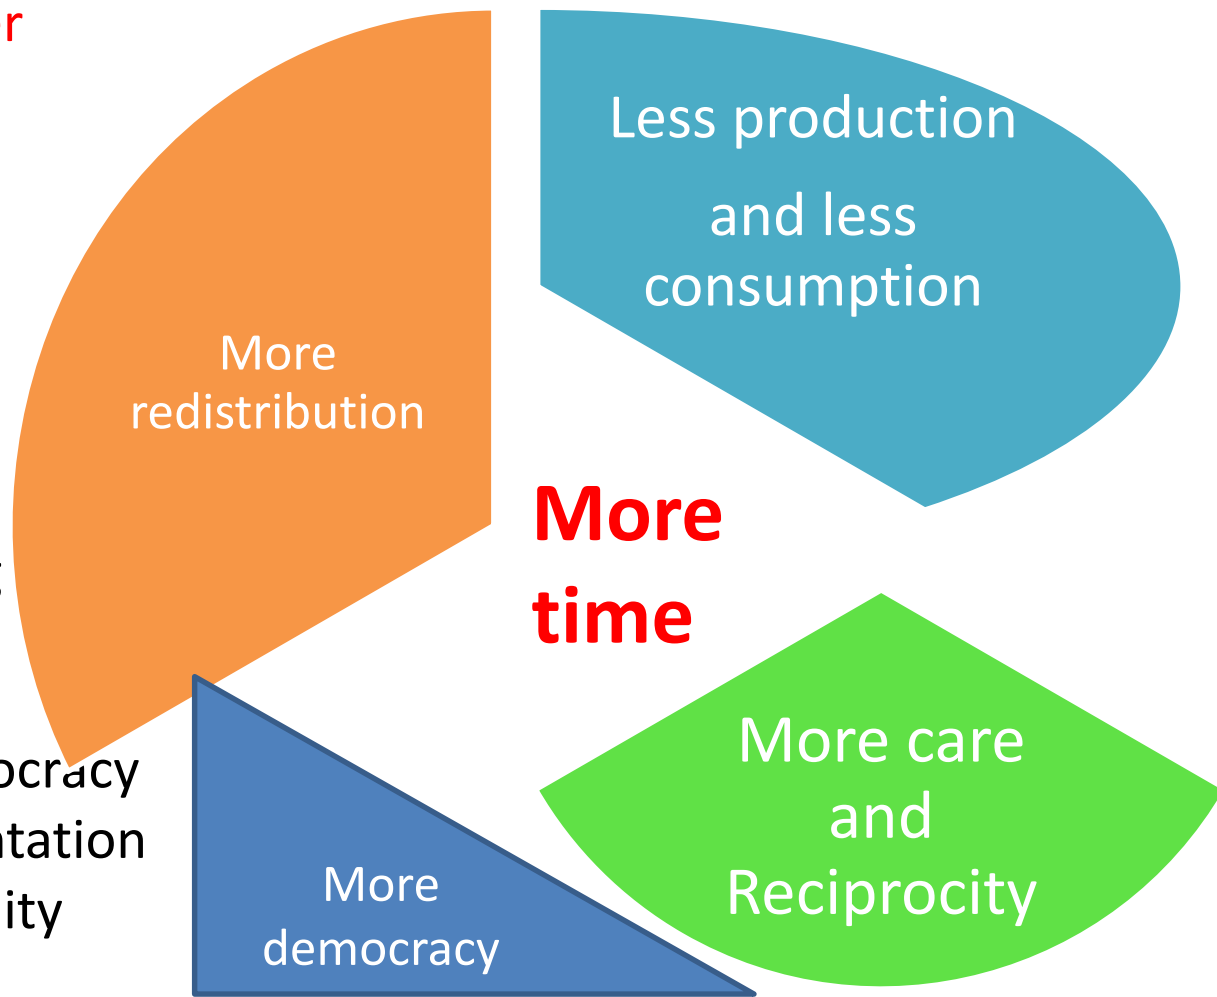 Less production
and less
consumption
More
redistribution
More
time
More care
and
Reciprocity
More
democracy